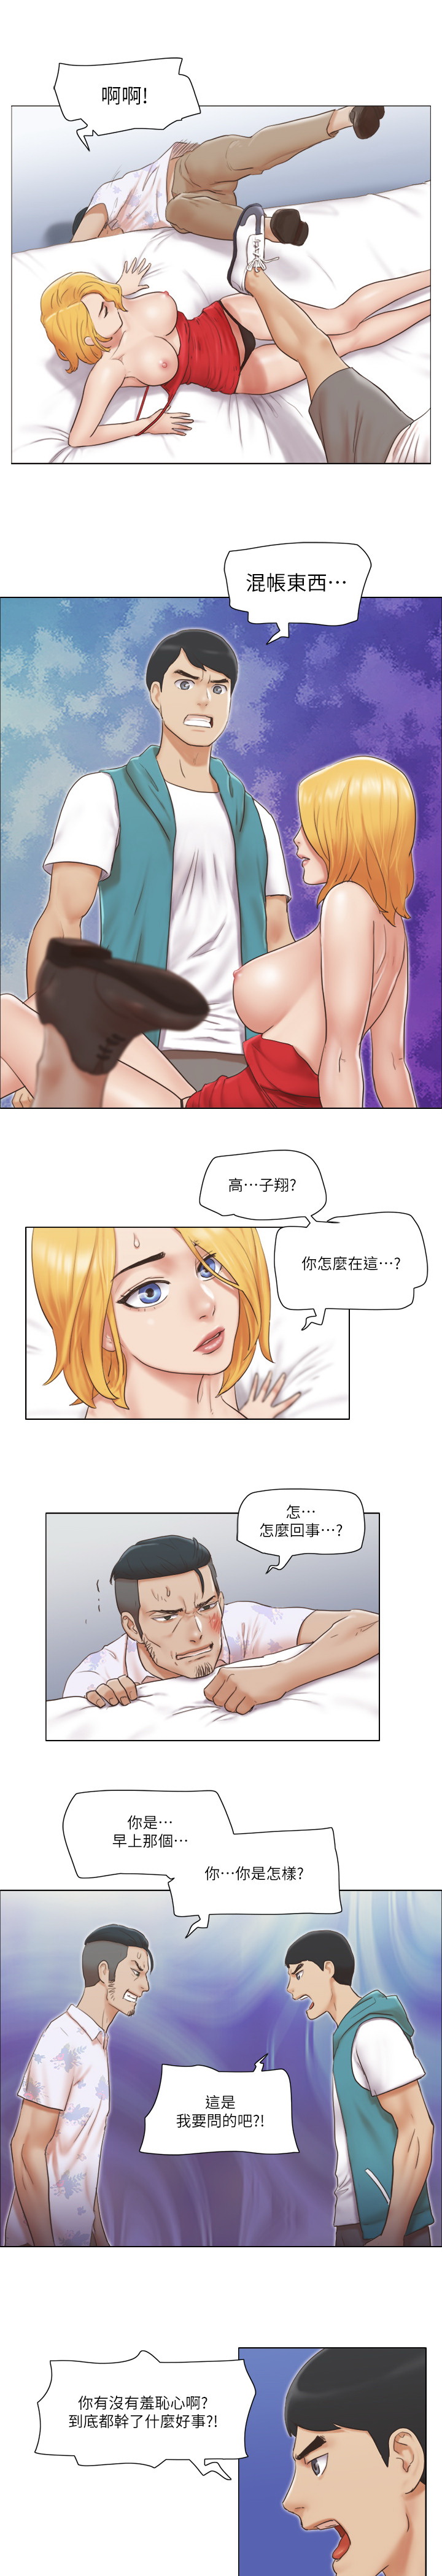 啊啊!
混帳東西…
高…子翔?
你怎麼在這…?
怎…
怎麼回事…?
你是…
早上那個…
你…你是怎樣?
這是
我要問的吧?!
你有沒有羞恥心啊?
到底都幹了什麼好事?!